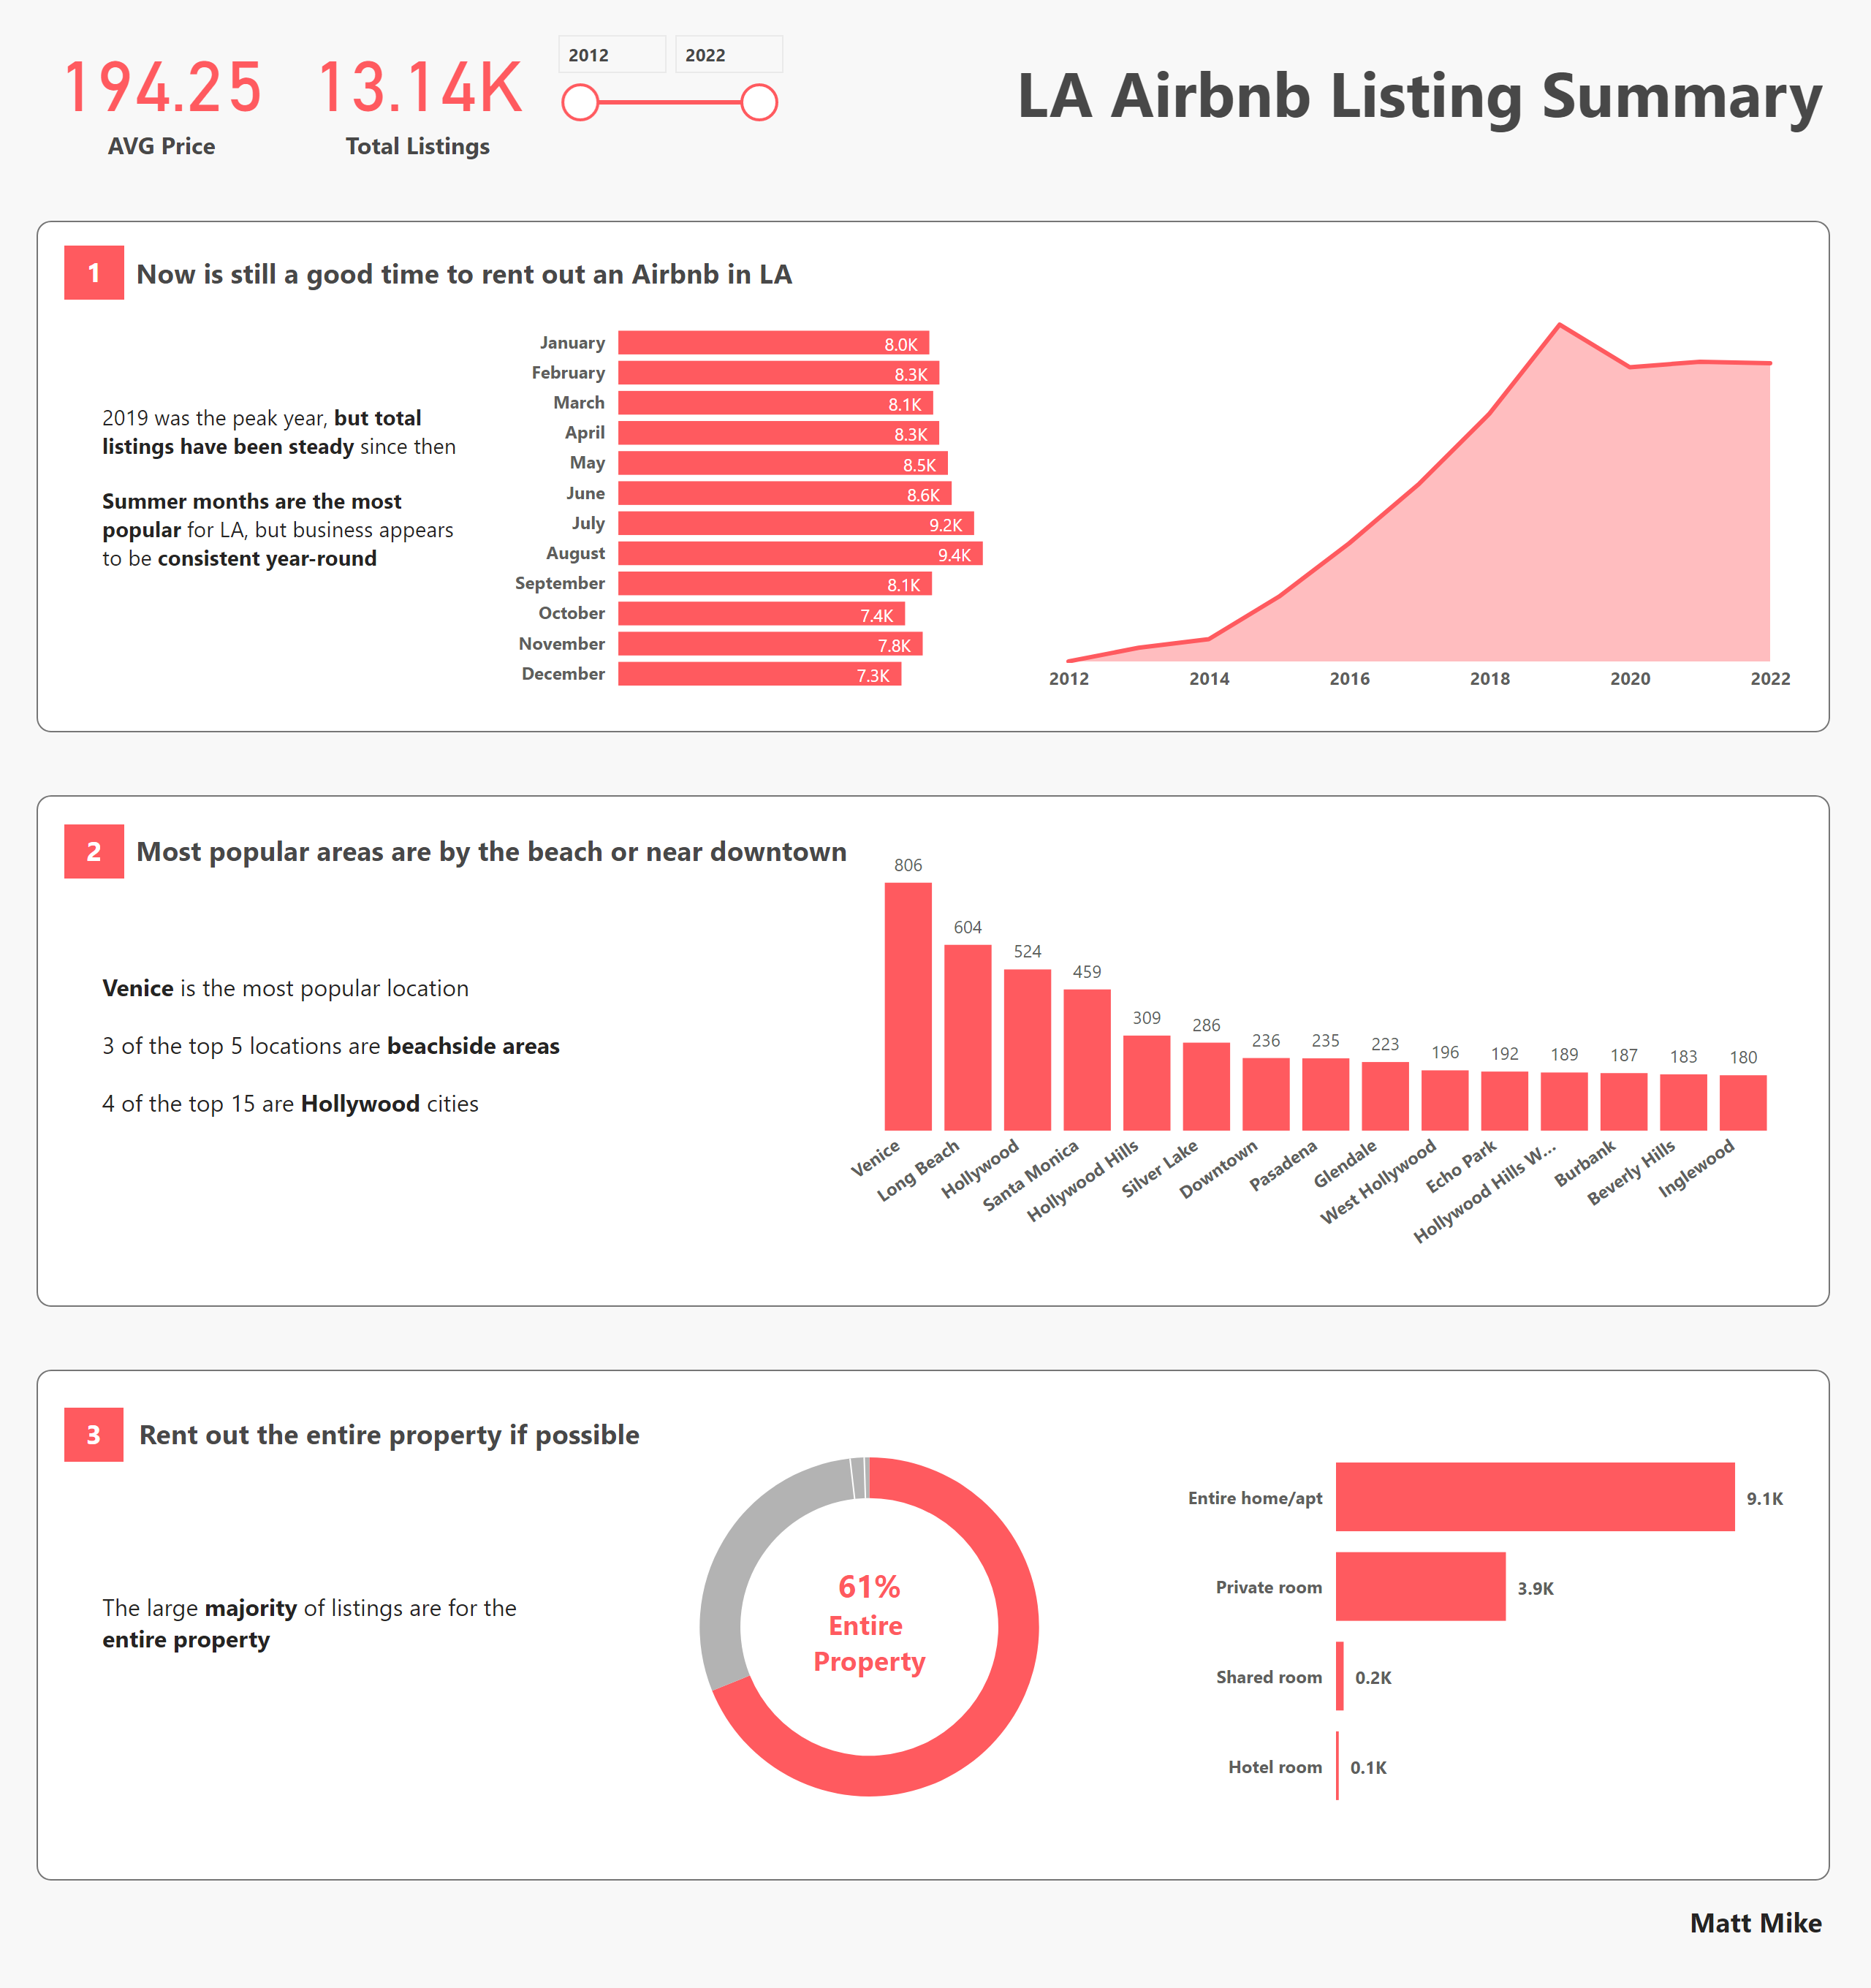 194.25
AVG Price
13.14K
Total Listings
2012
2022
LA Airbnb Listing Summary
1
Now is still a good time to rent out an Airbnb in LA
2019 was the peak year, but total
listings have been steady since then
Summer months are the most
popular for LA, but business appears
to be consistent year-round
January 8.0K
February 8.3K
March 8.1K
April 8.3K
May 8.5K
June 8.6K
July 9.2K
August 9.4K
September 8.1K
October 7.4K
November 7.8K
December 7.3K
2012 2014 2016 2018 2020 2022
2
Most popular areas are by the beach or near downtown
Venice is the most popular location
3 of the top 5 locations are beachside areas
4 of the top 15 are Hollywood cities
806 604 524 459 309 286 236 235 223 196 192 189 187 183 180
Venice
Long Beach
Hollywood
Santa Monica
Hollywood Hills
Silver Lake
Downtown
Pasadena
Glendale
West Hollywood
Echo Park
Hollywood Hills W...
Burbank
Beverly Hills
Inglewood
3
Rent out the entire property if possible
The large majority of listings are for the
entire property
61%
Entire
Property
Entire home/apt 9.1K
Private room 3.9K
Shared room 0.2K
Hotel room 0.1K
Matt Mike